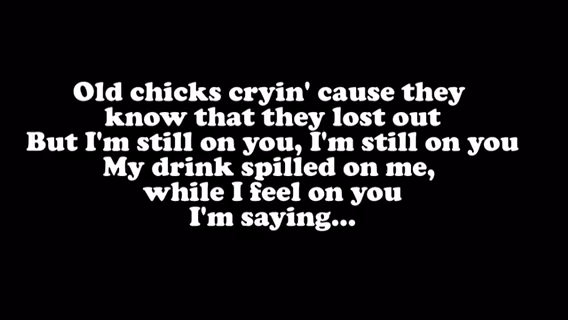 Old chicks cryin' cause they
know that they lost out
But I'm still on you, I'm still on you
My drink spilled on me,
while I feel on you
I'm saying...